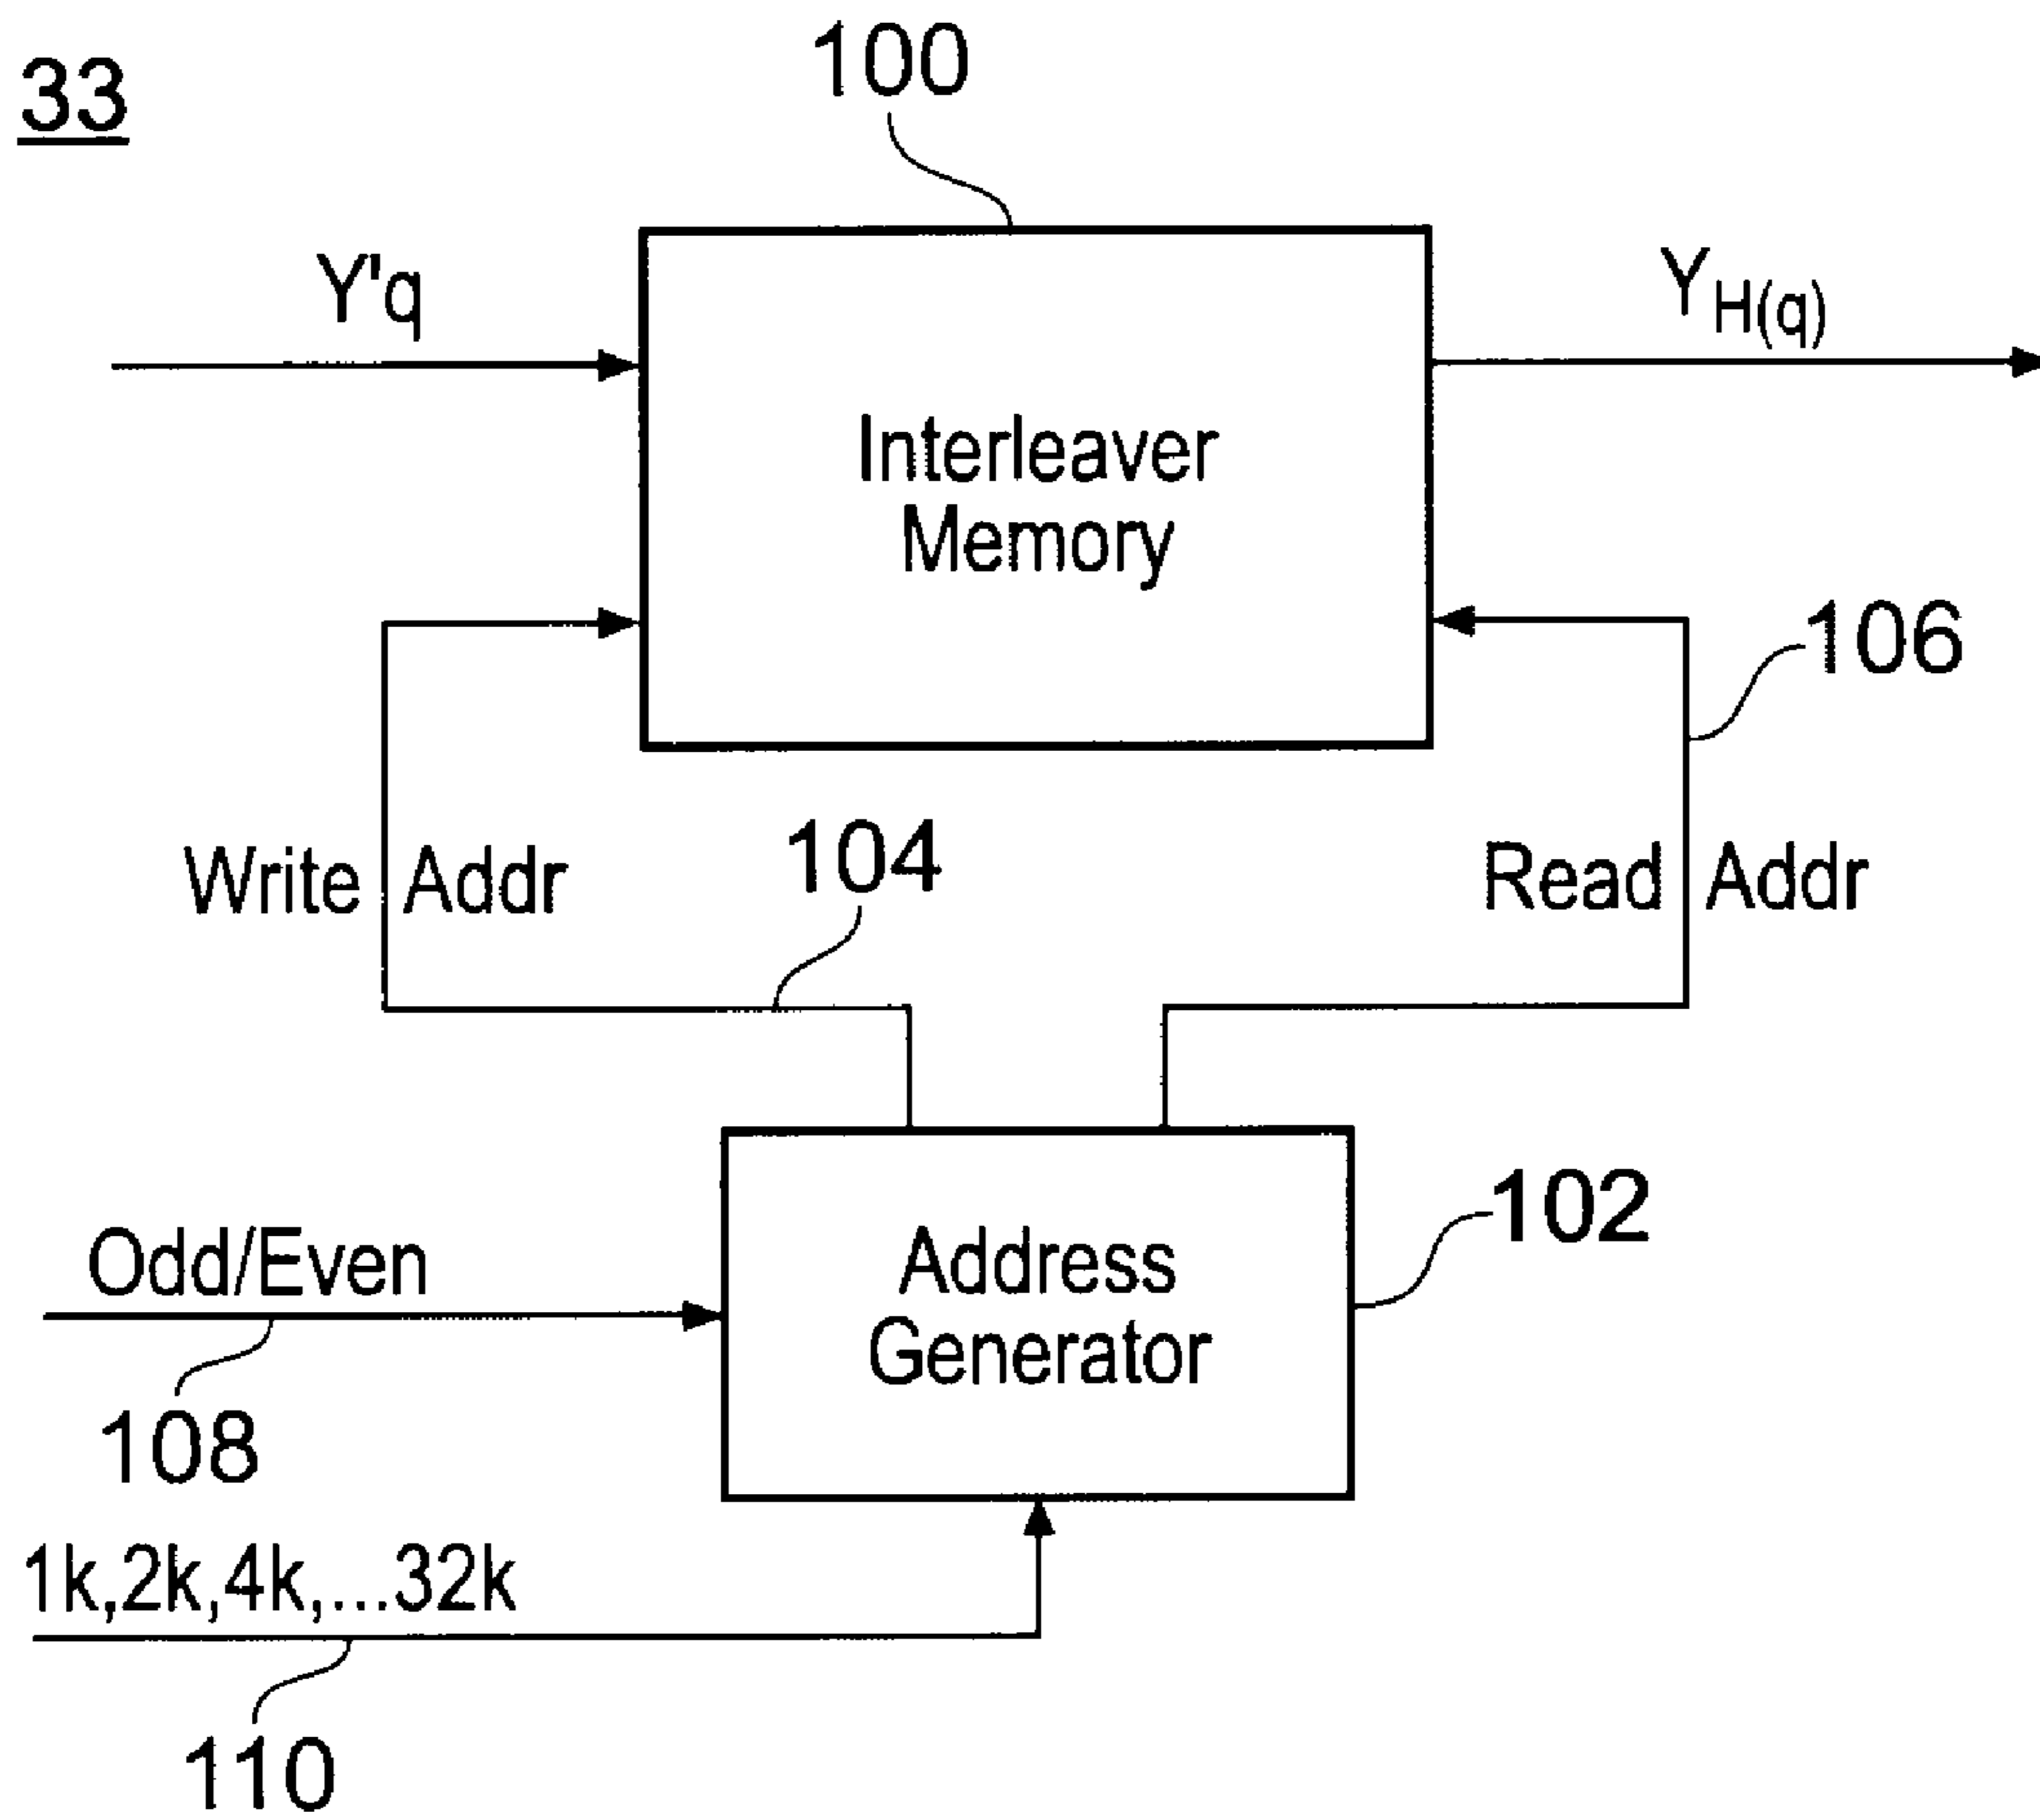 33
100
Y'q
Y_H(q)
Interleaver
Memory
106
104
Write Addr
Read Addr
102
Odd/Even
Address
Generator
108
1k,2k,4k,...32k
110